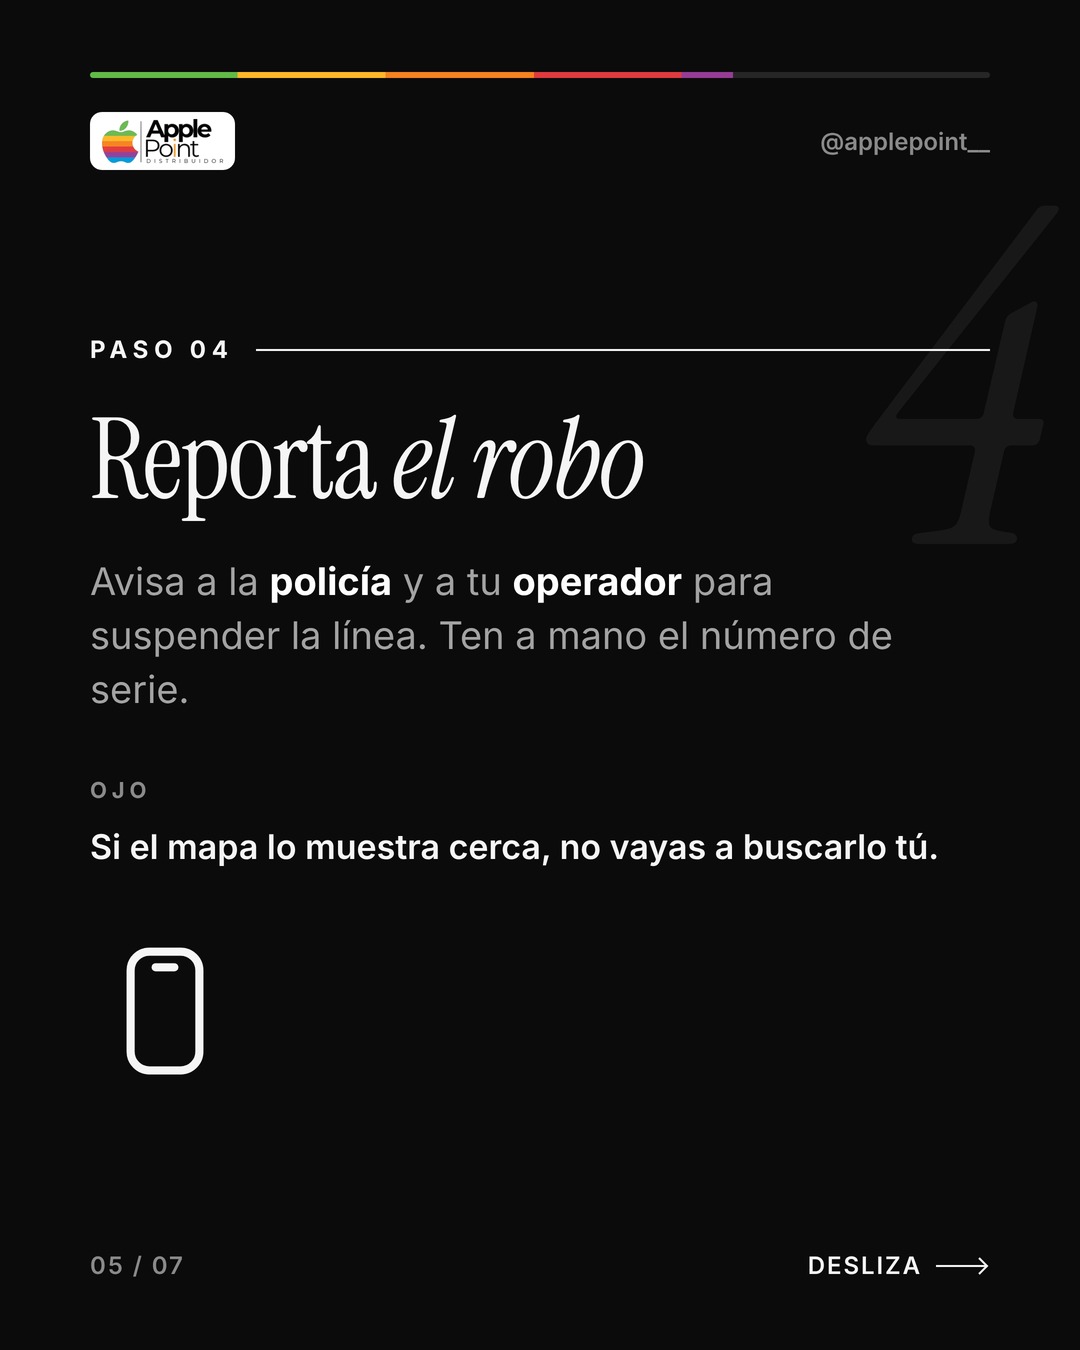 Apple
Point
DISTRIBUIDOR
@applepoint__
4
PASO 04
Reporta el robo
Avisa a la policía y a tu operador para
suspender la línea. Ten a mano el número de
serie.
OJO
Si el mapa lo muestra cerca, no vayas a buscarlo tú.
05 / 07
DESLIZA